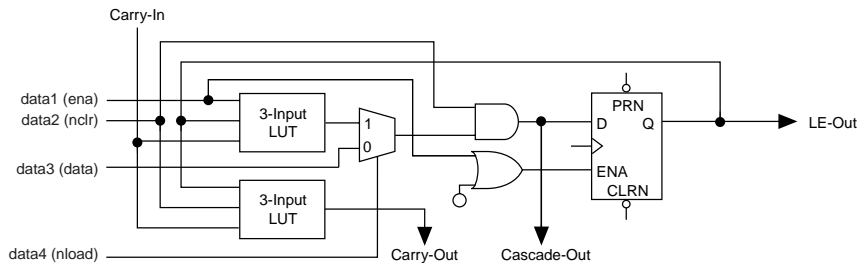 Carry-In
data1 (ena)
data2 (nclr)
data3 (data)
data4 (nload)
3-Input
LUT
1
0
3-Input
LUT
PRN
D
Q
ENA
CLRN
LE-Out
Carry-Out
Cascade-Out